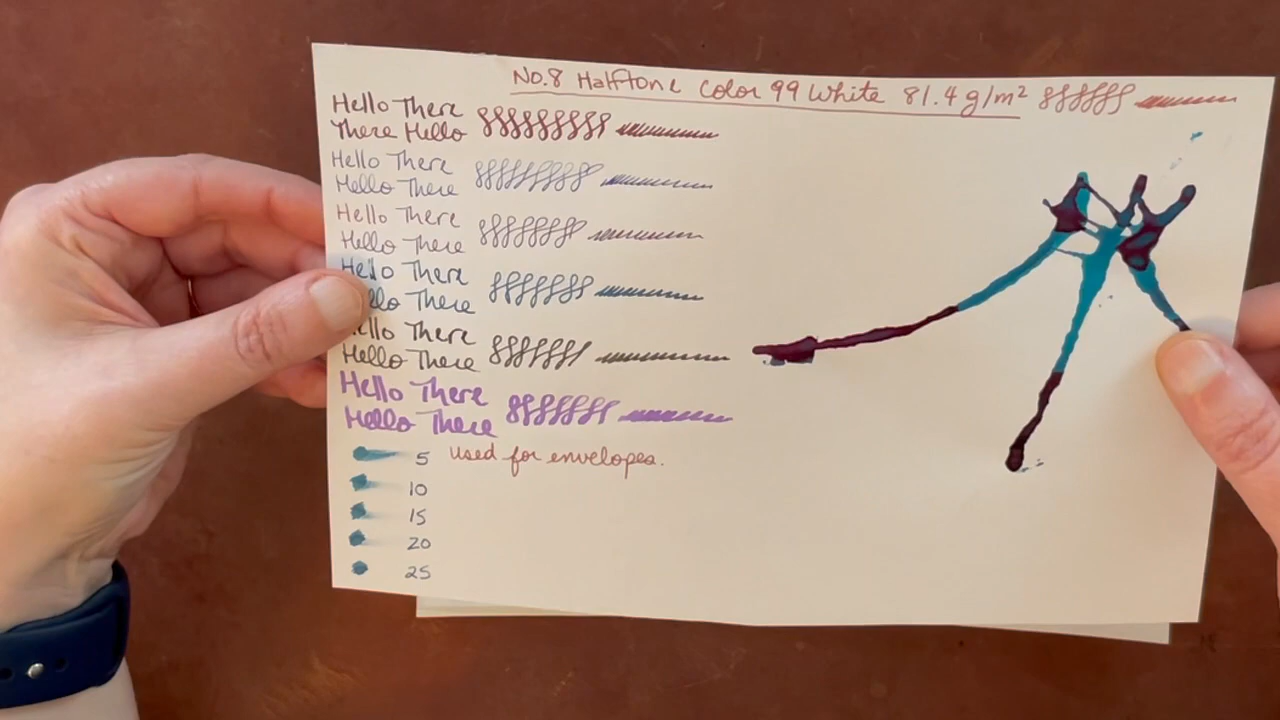 No.8 Halftone Color 99 White 81.4 g/m²
Hello There
There Hello
Hello There
Hello There
Hello There
Hello There
Hello There
llo There
ello There
Hello There
Hello There
Hello There
5 used for envelopes.
10
15
20
25